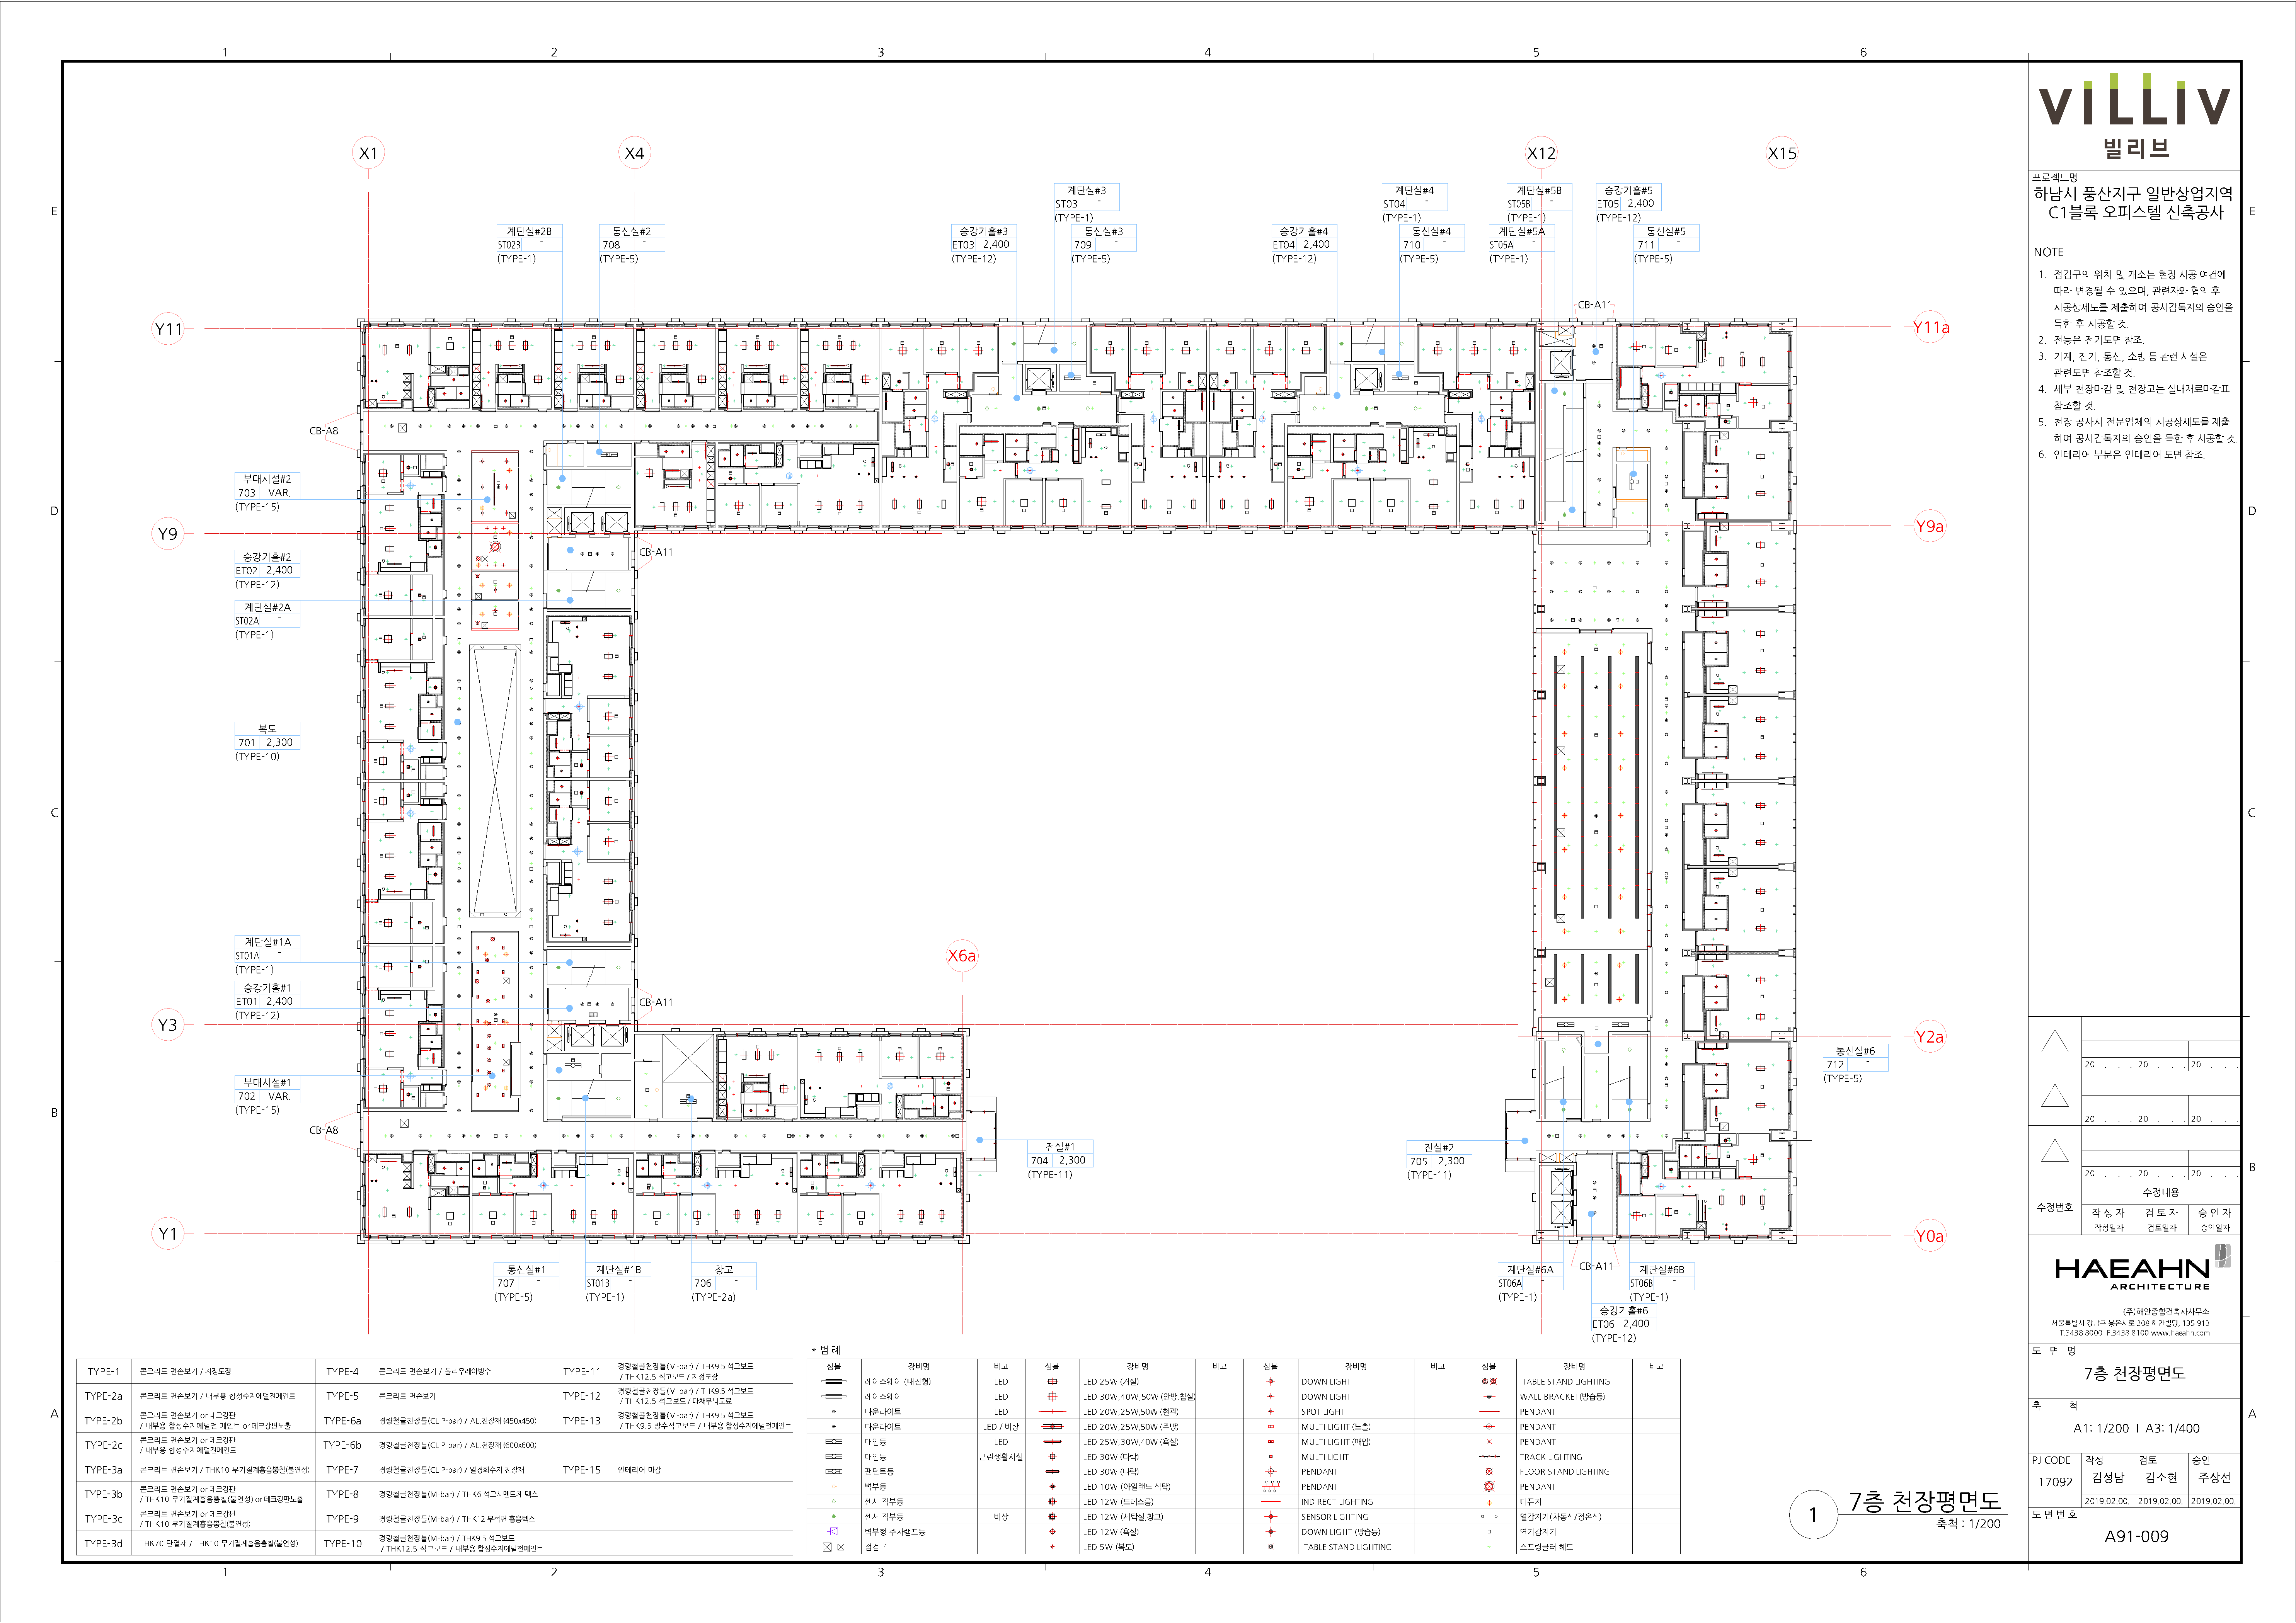 1 2 3 4 5 6
E
D
C
B
A
X1 X4 X12 X15
계단실#2B
ST02B -
(TYPE-1)
통신실#2
708 -
(TYPE-5)
승강기홀#3
ET03 2,400
(TYPE-12)
계단실#3
ST03 -
(TYPE-1)
통신실#3
709 -
(TYPE-5)
승강기홀#4
ET04 2,400
(TYPE-12)
계단실#4
ST04 -
(TYPE-1)
통신실#4
710 -
(TYPE-5)
계단실#5A
ST05A -
(TYPE-1)
계단실#5B
ST05B -
(TYPE-1)
승강기홀#5
ET05 2,400
(TYPE-12)
통신실#5
711 -
(TYPE-5)
CB-A11
Y11
Y11a
CB-A8
부대시설#2
703 VAR.
(TYPE-15)
Y9
Y9a
승강기홀#2
ET02 2,400
(TYPE-12)
CB-A11
계단실#2A
ST02A -
(TYPE-1)
복도
701 2,300
(TYPE-10)
계단실#1A
ST01A -
(TYPE-1)
X6a
승강기홀#1
ET01 2,400
(TYPE-12)
CB-A11
Y3
Y2a
통신실#6
712 -
(TYPE-5)
부대시설#1
702 VAR.
(TYPE-15)
CB-A8
전실#1
704 2,300
(TYPE-11)
전실#2
705 2,300
(TYPE-11)
Y1
Y0a
통신실#1
707 -
(TYPE-5)
계단실#1B
ST01B -
(TYPE-1)
창고
706 -
(TYPE-2a)
계단실#6A
ST06A -
(TYPE-1)
CB-A11
계단실#6B
ST06B -
(TYPE-1)
승강기홀#6
ET06 2,400
(TYPE-12)
TYPE-1 콘크리트 면손보기 / 지정도장
TYPE-2a 콘크리트 면손보기 / 내부용 합성수지에멀전페인트
TYPE-2b 콘크리트 면손보기 or 데크강판
/ 내부용 합성수지에멀전 페인트 or 데크강판노출
TYPE-2c 콘크리트 면손보기 or 데크강판
/ 내부용 합성수지에멀전페인트
TYPE-3a 콘크리트 면손보기 / THK10 무기질계흡음뿜칠(불연성)
TYPE-3b 콘크리트 면손보기 or 데크강판
/ THK10 무기질계흡음뿜칠(불연성) or 데크강판노출
TYPE-3c 콘크리트 면손보기 or 데크강판
/ THK10 무기질계흡음뿜칠(불연성)
TYPE-3d THK70 단열재 / THK10 무기질계흡음뿜칠(불연성)
TYPE-4 콘크리트 면손보기 / 폴리우레아방수
TYPE-5 콘크리트 면손보기
TYPE-6a 경량철골천장틀(CLIP-bar) / AL.천장재 (450x450)
TYPE-6b 경량철골천장틀(CLIP-bar) / AL.천장재 (600x600)
TYPE-7 경량철골천장틀(CLIP-bar) / 열경화수지 천장재
TYPE-8 경량철골천장틀(M-bar) / THK6 석고시멘트계 텍스
TYPE-9 경량철골천장틀(M-bar) / THK12 무석면 흡음텍스
TYPE-10 경량철골천장틀(M-bar) / THK9.5 석고보드
/ THK12.5 석고보드 / 내부용 합성수지에멀전페인트
TYPE-11 경량철골천장틀(M-bar) / THK9.5 석고보드
/ THK12.5 석고보드 / 지정도장
TYPE-12 경량철골천장틀(M-bar) / THK9.5 석고보드
/ THK12.5 석고보드 / 다채무늬도료
TYPE-13 경량철골천장틀(M-bar) / THK9.5 석고보드
/ THK9.5 방수석고보드 / 내부용 합성수지에멀전페인트
TYPE-15 인테리어 마감
* 범 례
심볼 장비명 비고 심볼 장비명 비고 심볼 장비명 비고 심볼 장비명 비고
레이스웨이 (내진형) LED LED 25W (거실) DOWN LIGHT TABLE STAND LIGHTING
레이스웨이 LED LED 30W,40W,50W (안방,침실) DOWN LIGHT WALL BRACKET(방습등)
다운라이트 LED LED 20W,25W,50W (현관) SPOT LIGHT PENDANT
다운라이트 LED / 비상 LED 20W,25W,50W (주방) MULTI LIGHT (노출) PENDANT
매입등 LED LED 25W,30W,40W (욕실) MULTI LIGHT (매입) PENDANT
매입등 근린생활시설 LED 30W (다락) MULTI LIGHT TRACK LIGHTING
팬던트등 LED 30W (다락) PENDANT FLOOR STAND LIGHTING
벽부등 LED 10W (아일랜드 식탁) PENDANT PENDANT
센서 직부등 LED 12W (드레스룸) INDIRECT LIGHTING 디퓨저
센서 직부등 비상 LED 12W (세탁실,창고) SENSOR LIGHTING 열감지기(차동식/정온식)
벽부형 주차램프등 LED 12W (욕실) DOWN LIGHT (방습등) 연기감지기
점검구 LED 5W (복도) TABLE STAND LIGHTING 스프링클러 헤드
1
7층 천장평면도
축척 : 1/200
VILLIV
빌리브
프로젝트명
하남시 풍산지구 일반상업지역
C1블록 오피스텔 신축공사
NOTE
1. 점검구의 위치 및 개소는 현장 시공 여건에
따라 변경될 수 있으며, 관련자와 협의 후
시공상세도를 제출하여 공사감독자의 승인을
득한 후 시공할 것.
2. 전등은 전기도면 참조.
3. 기계, 전기, 통신, 소방 등 관련 시설은
관련도면 참조할 것.
4. 세부 천장마감 및 천장고는 실내재료마감표
참조할 것.
5. 천장 공사시 전문업체의 시공상세도를 제출
하여 공사감독자의 승인을 득한 후 시공할 것.
6. 인테리어 부분은 인테리어 도면 참조.
20 . . . 20 . . . 20 . . .
20 . . . 20 . . . 20 . . .
20 . . . 20 . . . 20 . . .
수정번호 수정내용
작 성 자 검 토 자 승 인 자
작성일자 검토일자 승인일자
HAEAHN
ARCHITECTURE
(주)해안종합건축사사무소
서울특별시 강남구 봉은사로 208 해안빌딩, 135-913
T.3438 8000 F.3438 8100 www.haeahn.com
도 면 명
7층 천장평면도
축 척
A1: 1/200 | A3: 1/400
PJ CODE 작성 검토 승인
17092 김성남 김소현 주상선
2019.02.00. 2019.02.00. 2019.02.00.
도 면 번 호
A91-009
E
D
C
B
A
1 2 3 4 5 6